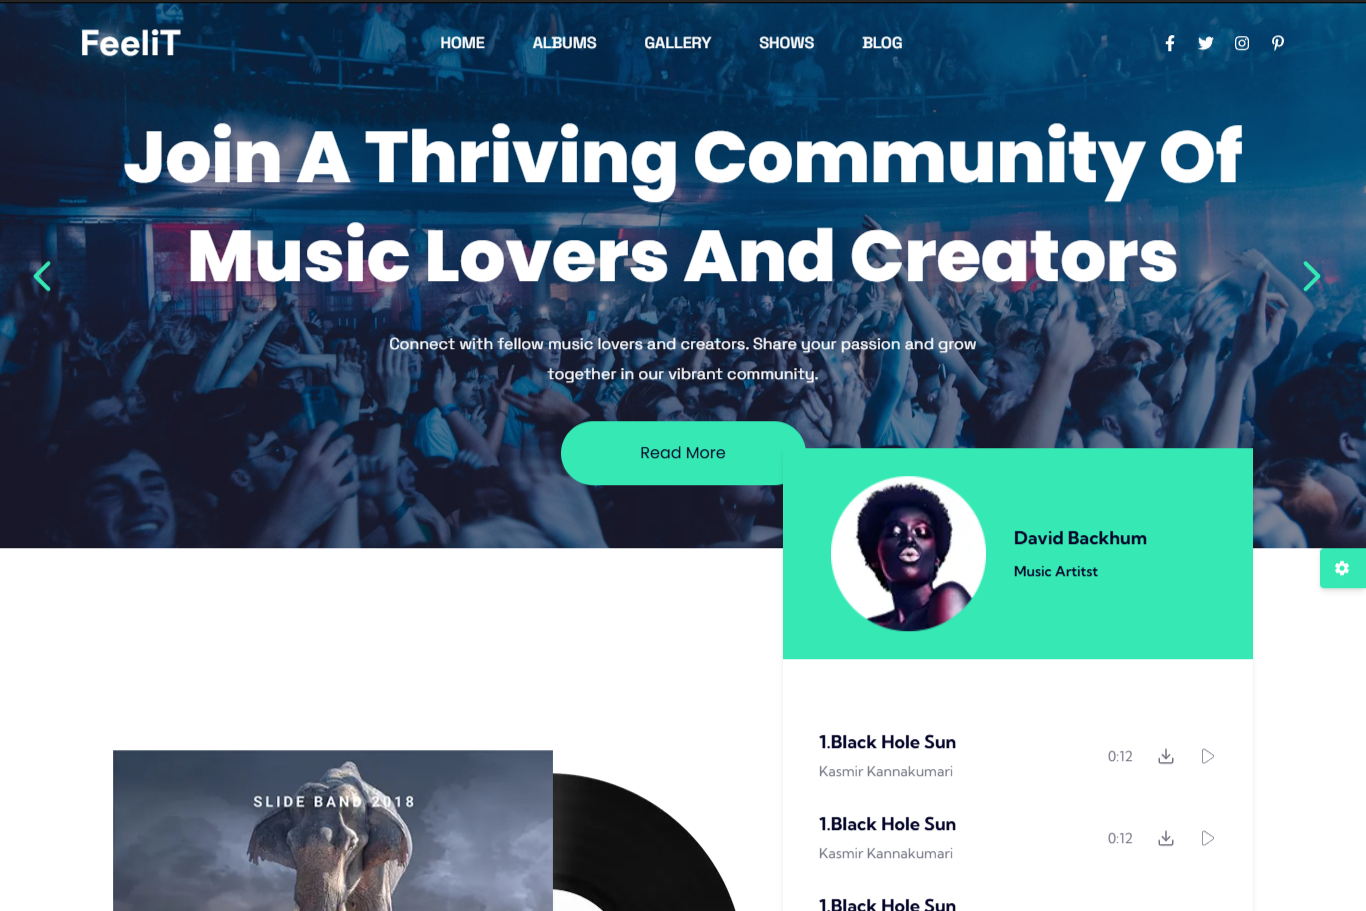 FeeliT
HOME ALBUMS GALLERY SHOWS BLOG
Join A Thriving Community Of
Music Lovers And Creators
Connect with fellow music lovers and creators. Share your passion and grow
together in our vibrant community.
Read More
David Backhum
Music Artitst
SLIDE BAND 2018
1.Black Hole Sun
Kasmir Kannakumari
0:12
1.Black Hole Sun
Kasmir Kannakumari
0:12
1.Black Hole Sun